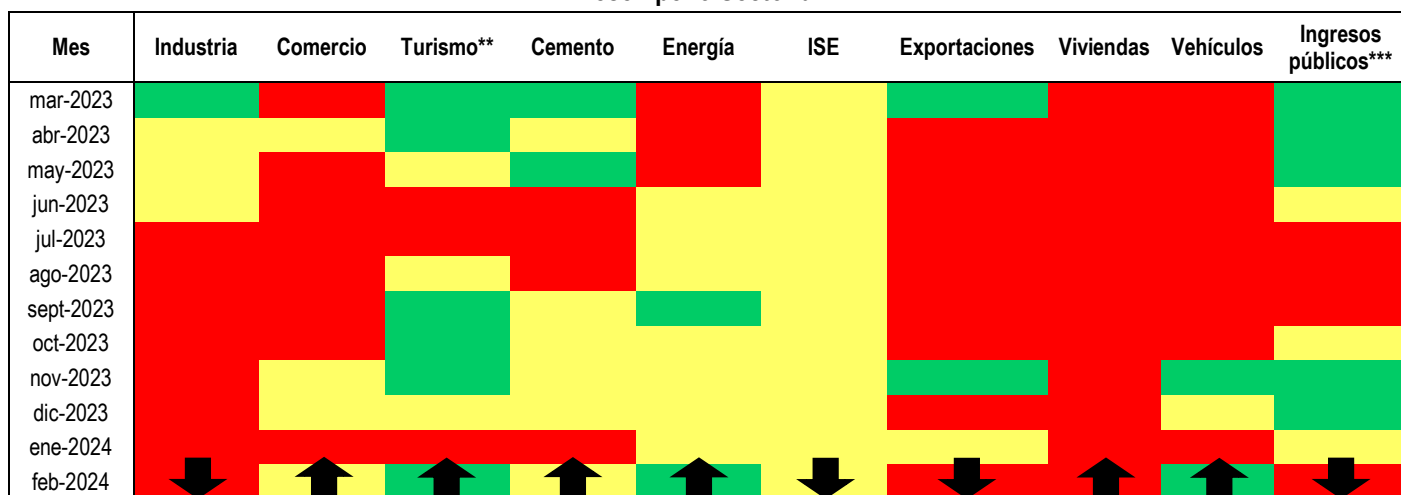 Mes Industria Comercio Turismo** Cemento Energía ISE Exportaciones Viviendas Vehículos Ingresos públicos***
mar-2023
abr-2023
may-2023
jun-2023
jul-2023
ago-2023
sept-2023
oct-2023
nov-2023
dic-2023
ene-2024
feb-2024